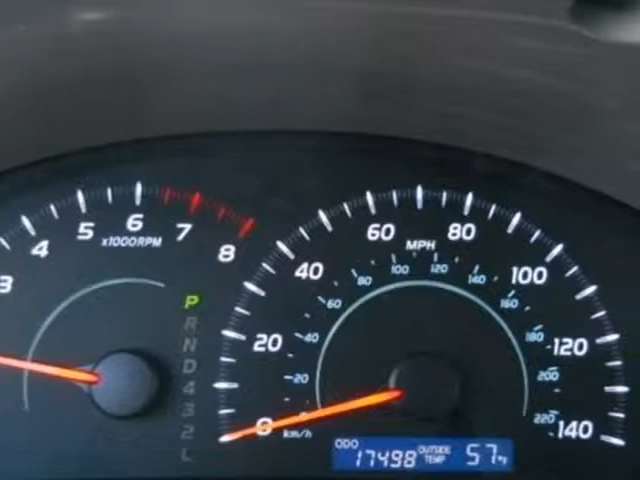 3 4 5 6 7 8
x1000RPM
P
R
N
D
4
3
2
L
0 20 40 60 80 100 120 140
MPH
20 40 60 80 100 120 140 160 180 200 220
km/h
ODO 17498 OUTSIDE TEMP 57°F